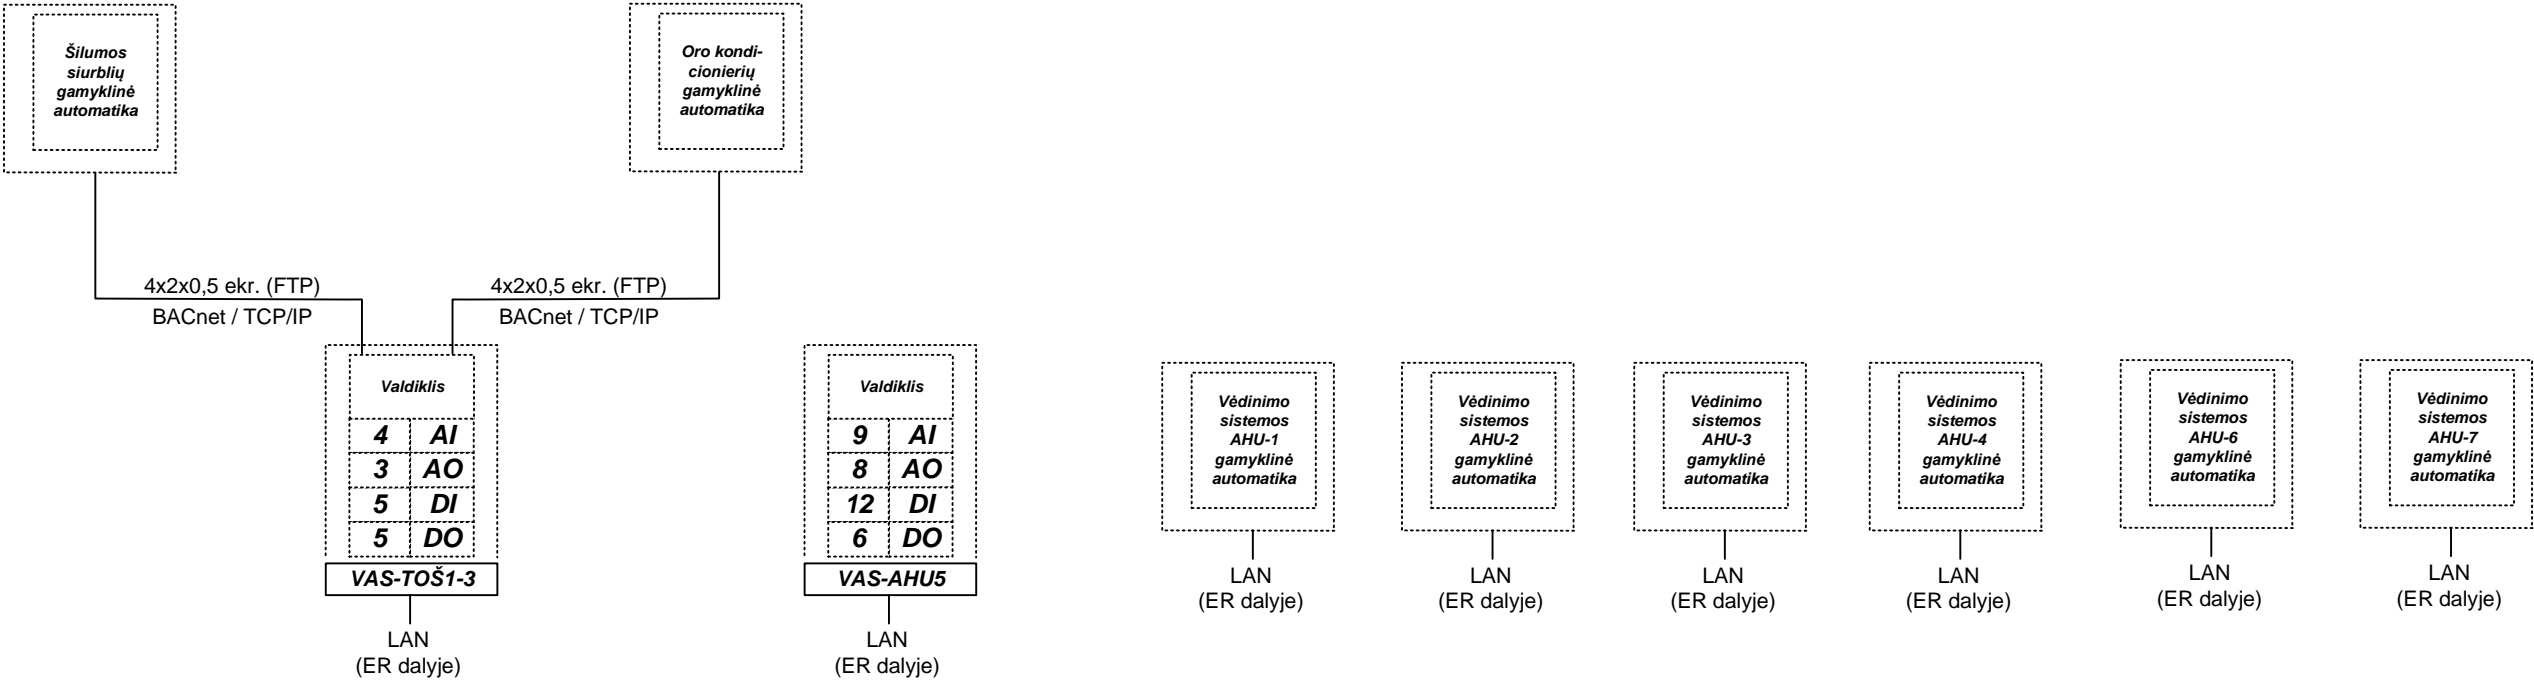 Šilumos
siurblių
gamyklinė
automatika
Oro kondi-
cionierių
gamyklinė
automatika
4x2x0,5 ekr. (FTP)
BACnet / TCP/IP
4x2x0,5 ekr. (FTP)
BACnet / TCP/IP
Valdiklis
4 AI
3 AO
5 DI
5 DO
VAS-TOŠ1-3
LAN
(ER dalyje)
Valdiklis
9 AI
8 AO
12 DI
6 DO
VAS-AHU5
LAN
(ER dalyje)
Vėdinimo
sistemos
AHU-1
gamyklinė
automatika
LAN
(ER dalyje)
Vėdinimo
sistemos
AHU-2
gamyklinė
automatika
LAN
(ER dalyje)
Vėdinimo
sistemos
AHU-3
gamyklinė
automatika
LAN
(ER dalyje)
Vėdinimo
sistemos
AHU-4
gamyklinė
automatika
LAN
(ER dalyje)
Vėdinimo
sistemos
AHU-6
gamyklinė
automatika
LAN
(ER dalyje)
Vėdinimo
sistemos
AHU-7
gamyklinė
automatika
LAN
(ER dalyje)